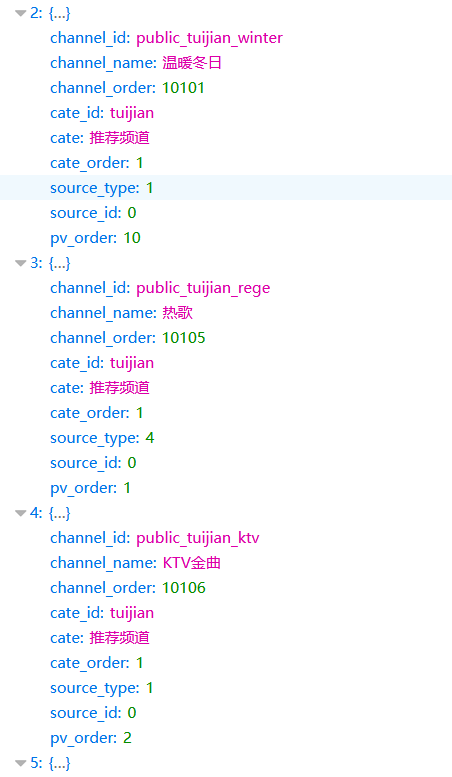 2: {…}
channel_id: public_tuijian_winter
channel_name: 温暖冬日
channel_order: 10101
cate_id: tuijian
cate: 推荐频道
cate_order: 1
source_type: 1
source_id: 0
pv_order: 10
3: {…}
channel_id: public_tuijian_rege
channel_name: 热歌
channel_order: 10105
cate_id: tuijian
cate: 推荐频道
cate_order: 1
source_type: 4
source_id: 0
pv_order: 1
4: {…}
channel_id: public_tuijian_ktv
channel_name: KTV金曲
channel_order: 10106
cate_id: tuijian
cate: 推荐频道
cate_order: 1
source_type: 1
source_id: 0
pv_order: 2
5: {…}